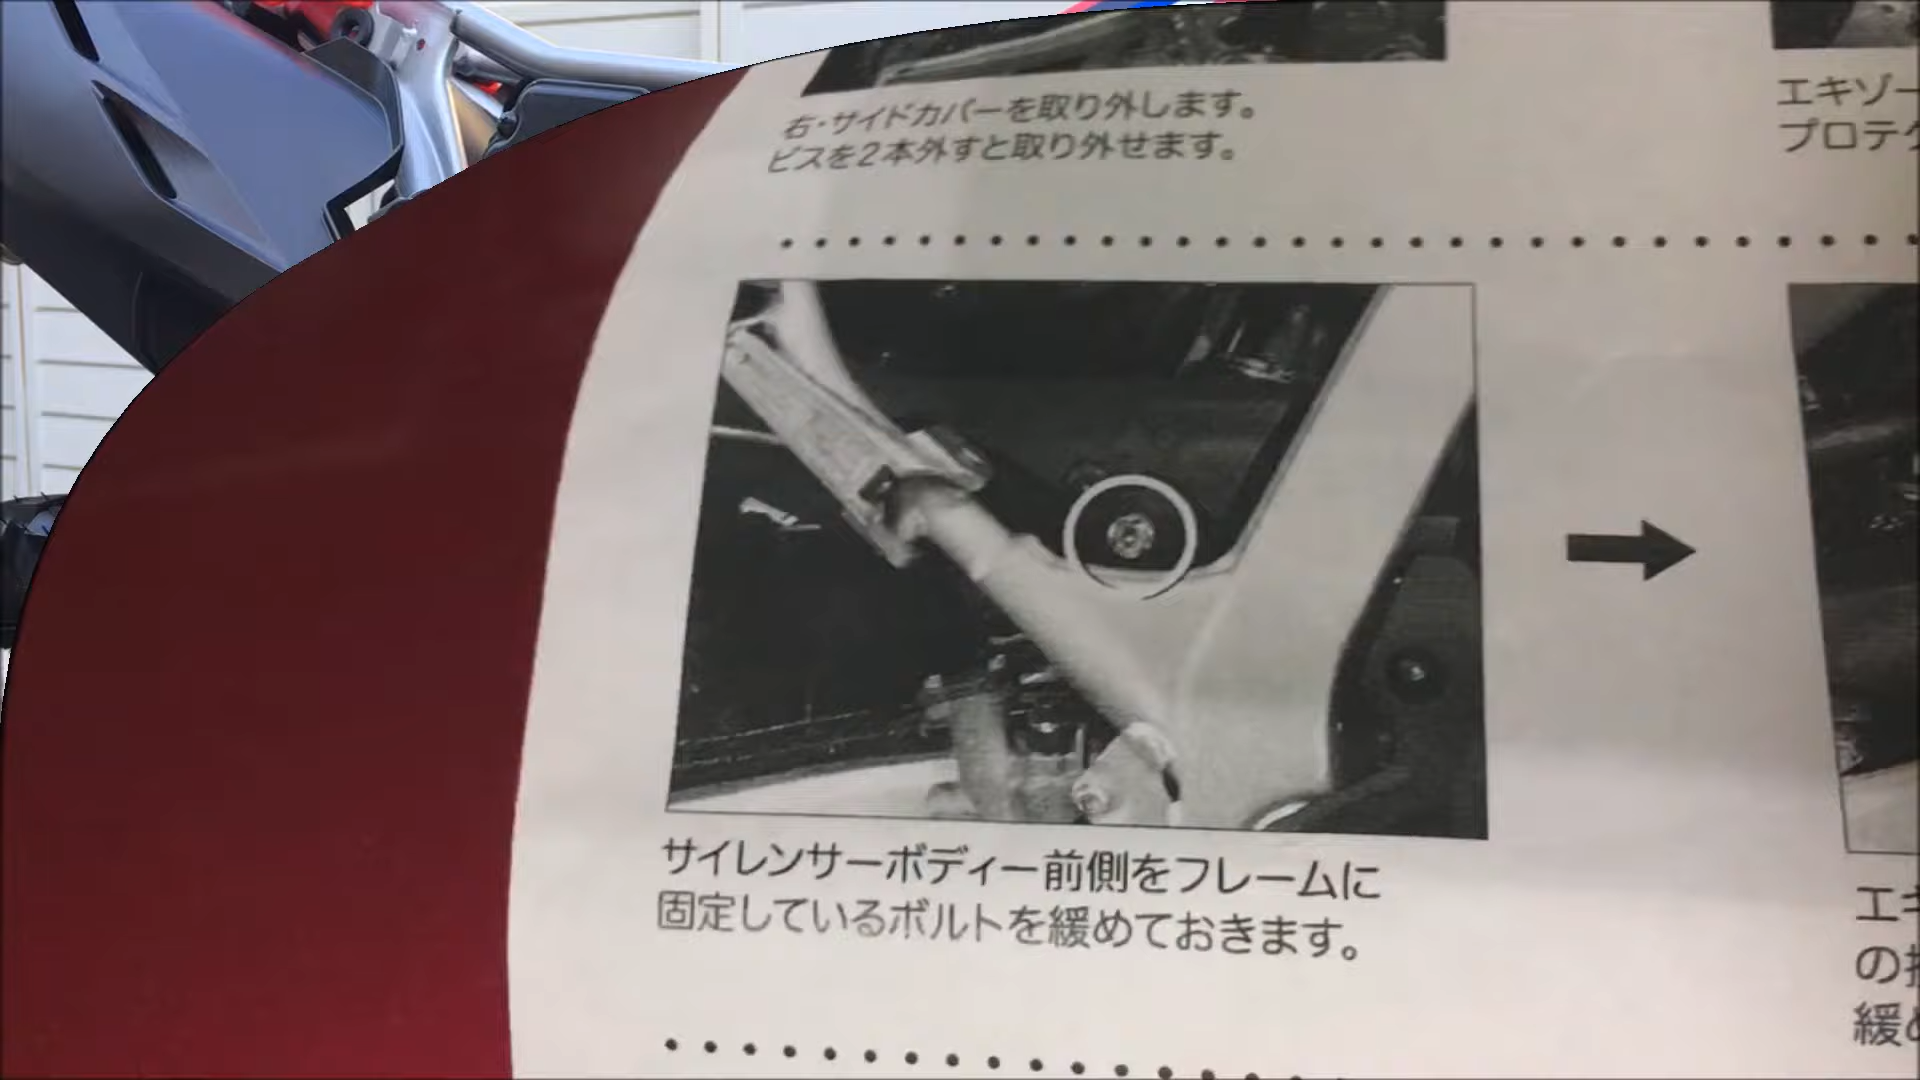 右・サイドカバーを取り外します。
ビスを2本外すと取り外せます。
エキゾー
プロテク
サイレンサーボディー前側をフレームに
固定しているボルトを緩めておきます。
エキ
の
緩め